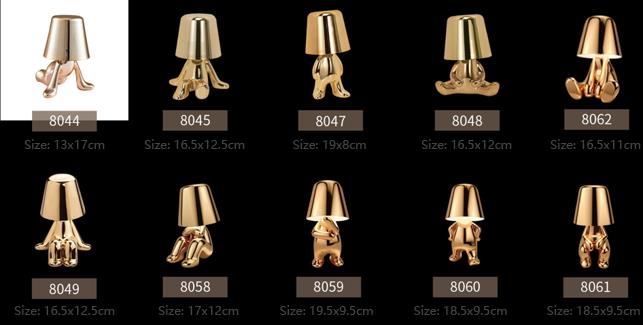 8044 8045 8047 8048 8062
Size: 13x17cm Size: 16.5x12.5cm Size: 19x8cm Size: 16.5x12cm Size: 16.5x11cm
8049 8058 8059 8060 8061
Size: 16.5x12.5cm Size: 17x12cm Size: 19.5x9.5cm Size: 18.5x9.5cm Size: 18.5x9.5cm